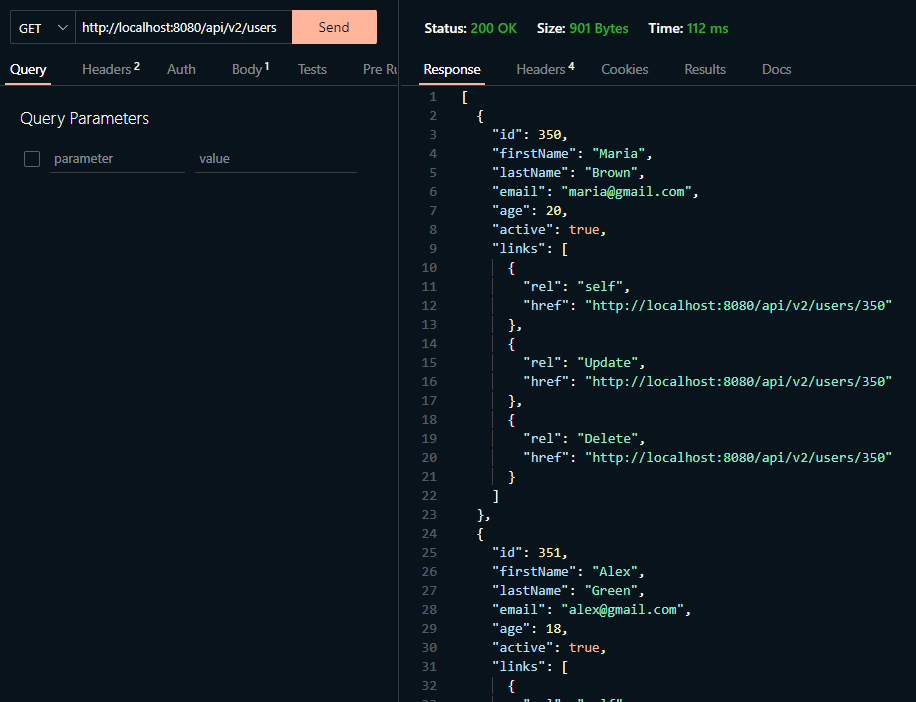 GET http://localhost:8080/api/v2/users Send
Query Headers 2 Auth Body 1 Tests Pre Ru
Query Parameters
parameter value
Status: 200 OK Size: 901 Bytes Time: 112 ms
Response Headers 4 Cookies Results Docs
1 [
2 {
3 "id": 350,
4 "firstName": "Maria",
5 "lastName": "Brown",
6 "email": "maria@gmail.com",
7 "age": 20,
8 "active": true,
9 "links": [
10 {
11 "rel": "self",
12 "href": "http://localhost:8080/api/v2/users/350"
13 },
14 {
15 "rel": "Update",
16 "href": "http://localhost:8080/api/v2/users/350"
17 },
18 {
19 "rel": "Delete",
20 "href": "http://localhost:8080/api/v2/users/350"
21 }
22 ]
23 },
24 {
25 "id": 351,
26 "firstName": "Alex",
27 "lastName": "Green",
28 "email": "alex@gmail.com",
29 "age": 18,
30 "active": true,
31 "links": [
32 {